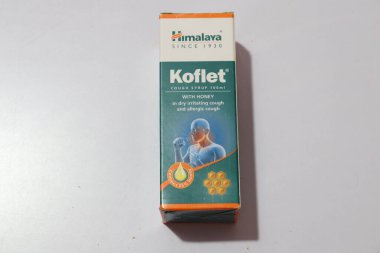 Himalaya
SINCE 1930
Koflet®
COUGH SYRUP 100ml
WITH HONEY
in dry irritating cough
and allergic cough